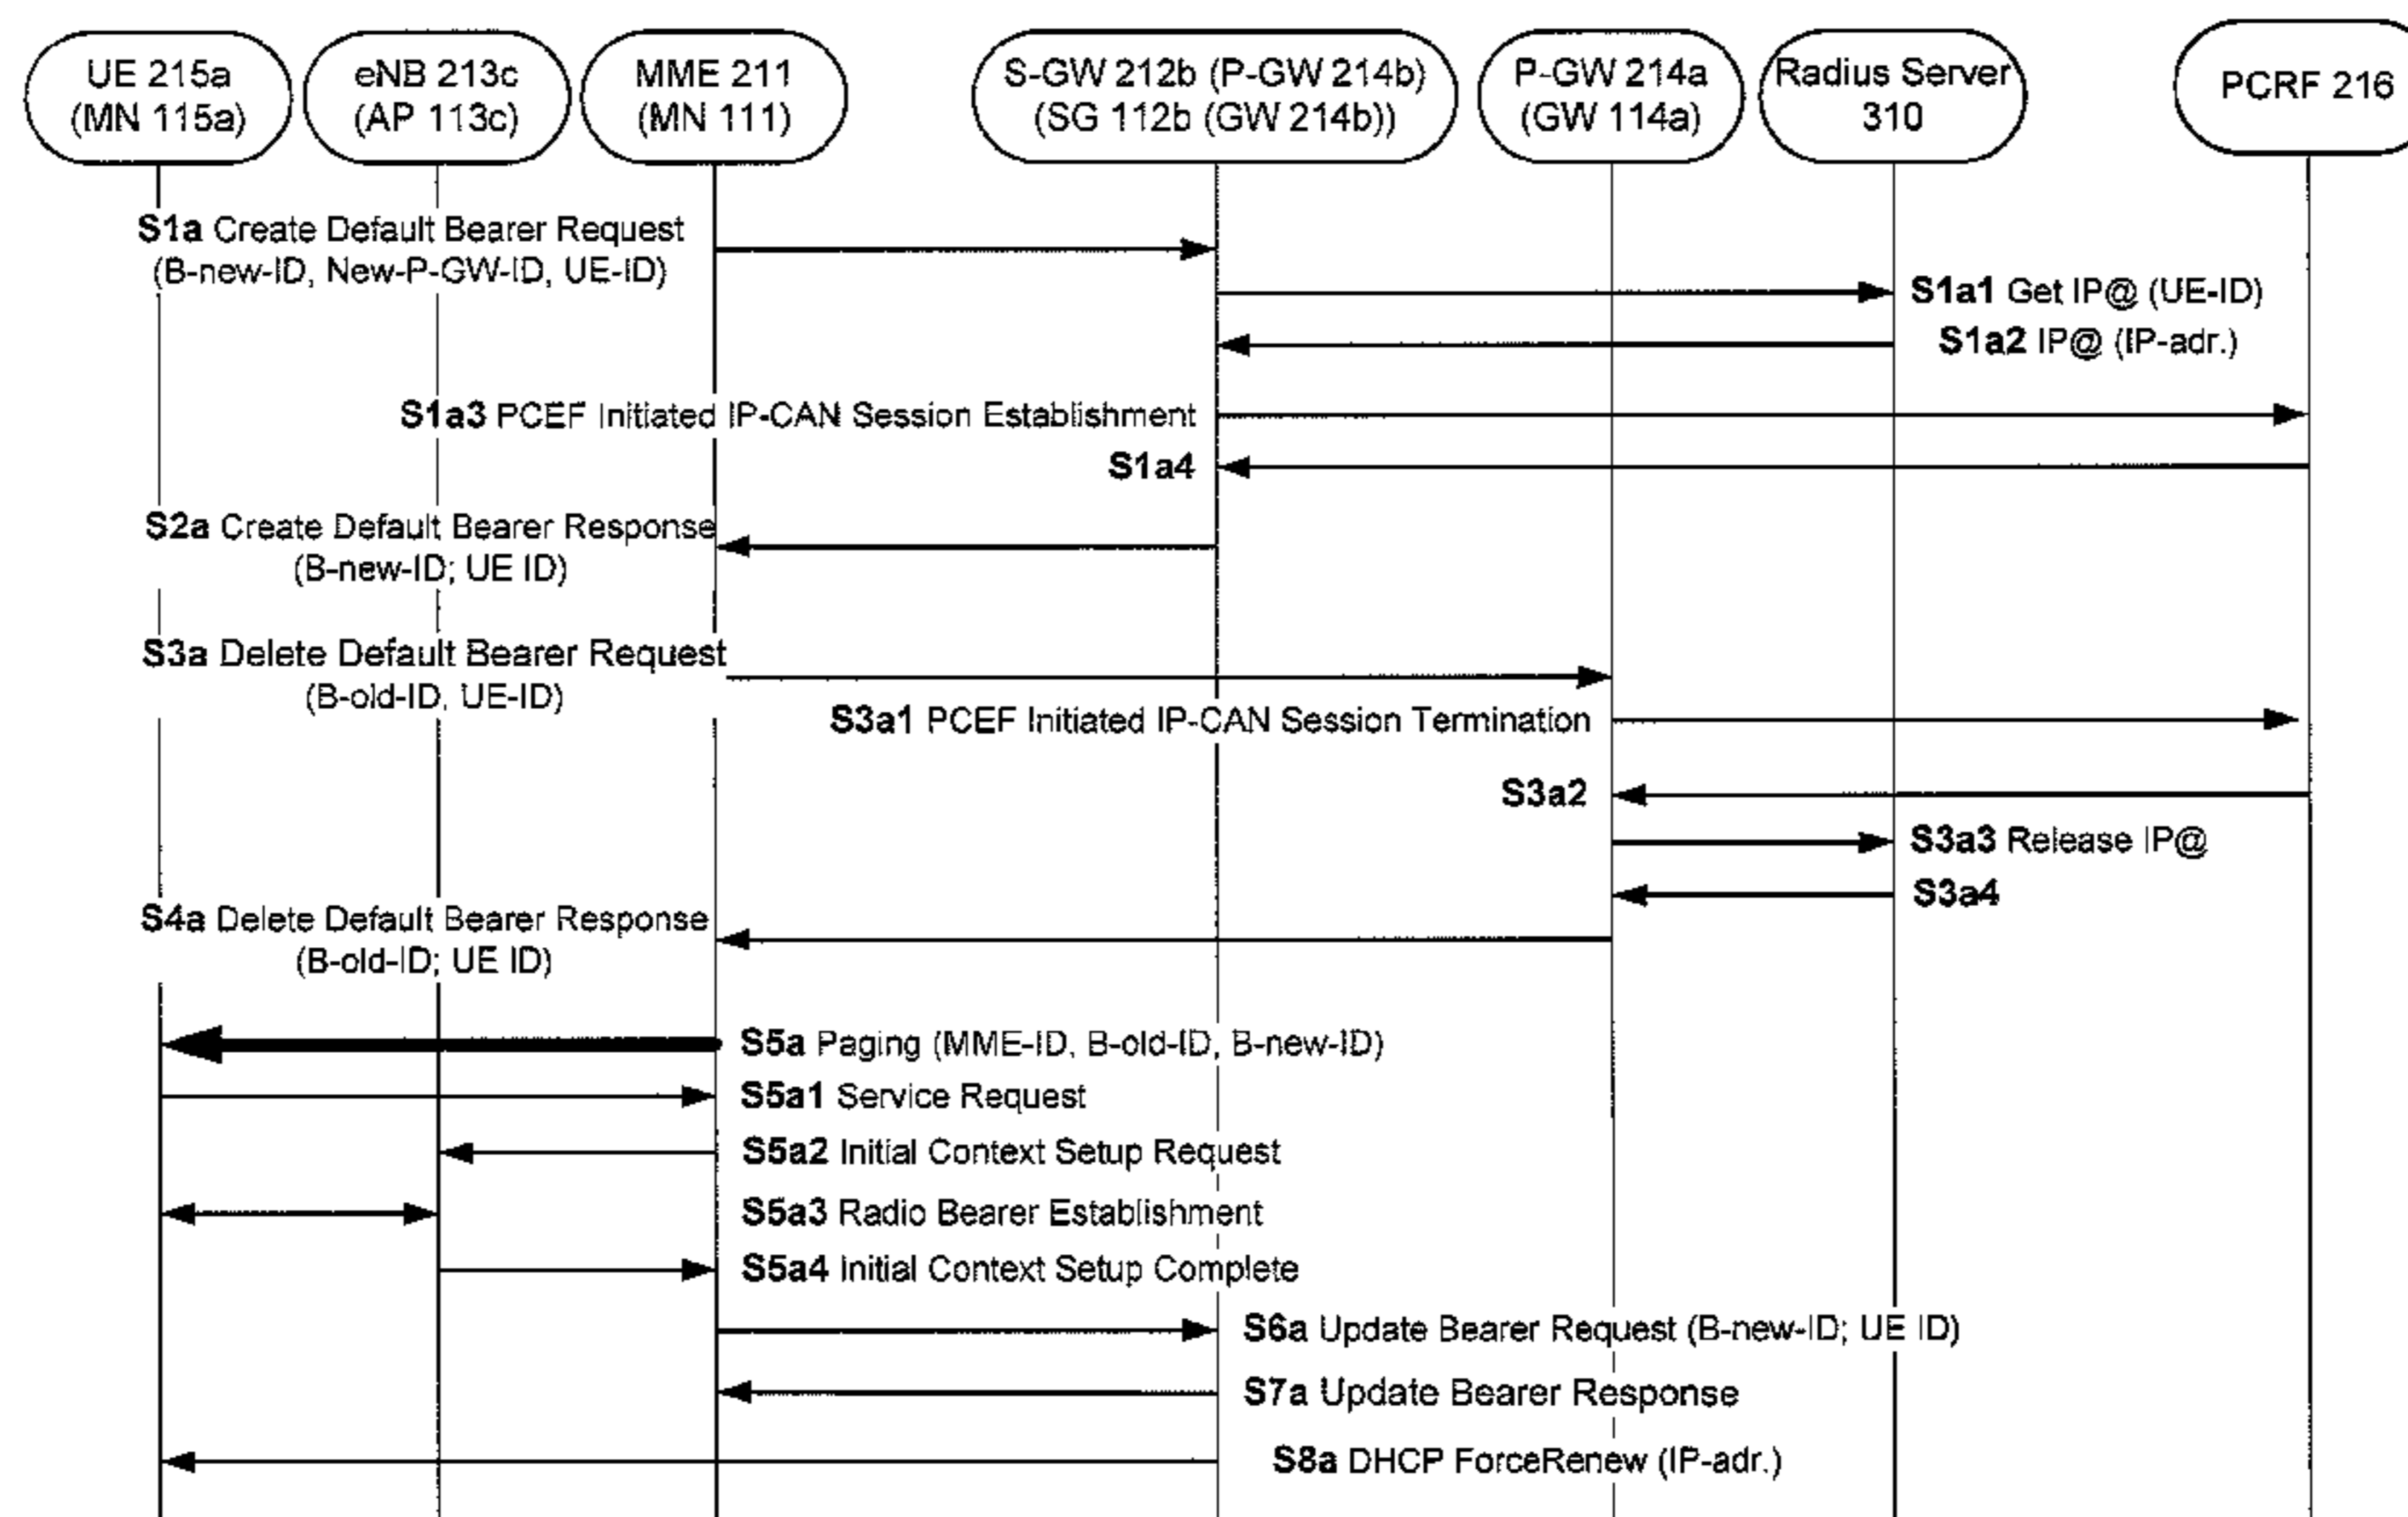 UE 215a
(MN 115a)
eNB 213c
(AP 113c)
MME 211
(MN 111)
S-GW 212b (P-GW 214b)
(SG 112b (GW 214b))
P-GW 214a
(GW 114a)
Radius Server
310
PCRF 216
S1a Create Default Bearer Request
(B-new-ID, New-P-GW-ID, UE-ID)
S1a1 Get IP@ (UE-ID)
S1a2 IP@ (IP-adr.)
S1a3 PCEF Initiated IP-CAN Session Establishment
S1a4
S2a Create Default Bearer Response
(B-new-ID; UE ID)
S3a Delete Default Bearer Request
(B-old-ID, UE-ID)
S3a1 PCEF Initiated IP-CAN Session Termination
S3a2
S3a3 Release IP@
S3a4
S4a Delete Default Bearer Response
(B-old-ID; UE ID)
S5a Paging (MME-ID, B-old-ID, B-new-ID)
S5a1 Service Request
S5a2 Initial Context Setup Request
S5a3 Radio Bearer Establishment
S5a4 Initial Context Setup Complete
S6a Update Bearer Request (B-new-ID; UE ID)
S7a Update Bearer Response
S8a DHCP ForceRenew (IP-adr.)